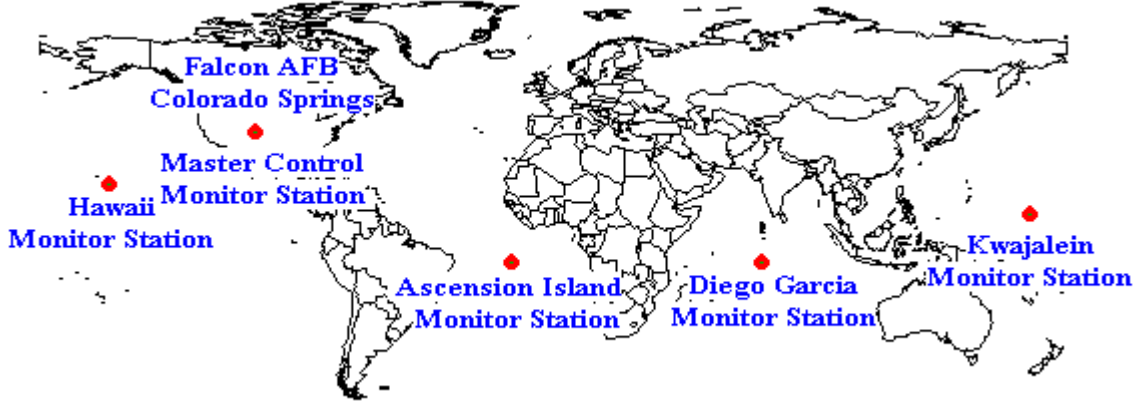 Falcon AFB
Colorado Springs
Master Control
Monitor Station
Hawaii
Monitor Station
Ascension Island
Monitor Station
Diego Garcia
Monitor Station
Kwajalein
Monitor Station